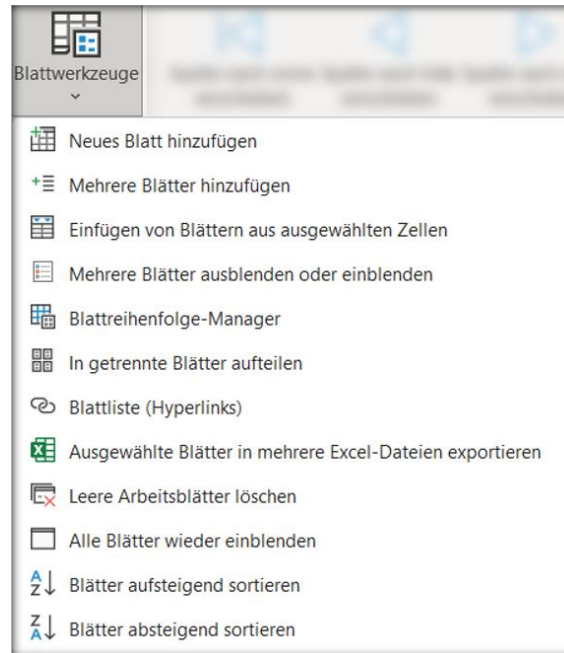 Blattwerkzeuge
Neues Blatt hinzufügen
Mehrere Blätter hinzufügen
Einfügen von Blättern aus ausgewählten Zellen
Mehrere Blätter ausblenden oder einblenden
Blattreihenfolge-Manager
In getrennte Blätter aufteilen
Blattliste (Hyperlinks)
Ausgewählte Blätter in mehrere Excel-Dateien exportieren
Leere Arbeitsblätter löschen
Alle Blätter wieder einblenden
Blätter aufsteigend sortieren
Blätter absteigend sortieren